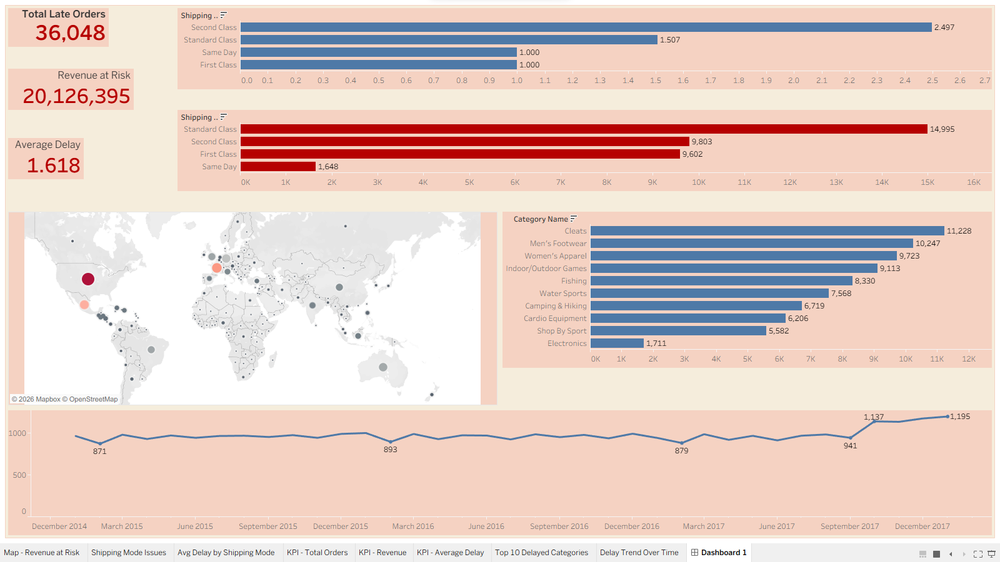 Total Late Orders
36,048
Revenue at Risk
20,126,395
Average Delay
1.618
Shipping ..
Second Class 2.497
Standard Class 1.507
Same Day 1.000
First Class 1.000
0.0 0.1 0.2 0.3 0.4 0.5 0.6 0.7 0.8 0.9 1.0 1.1 1.2 1.3 1.4 1.5 1.6 1.7 1.8 1.9 2.0 2.1 2.2 2.3 2.4 2.5 2.6 2.7
Shipping ..
Standard Class 14,995
Second Class 9,803
First Class 9,602
Same Day 1,648
0K 1K 2K 3K 4K 5K 6K 7K 8K 9K 10K 11K 12K 13K 14K 15K 16K
© 2026 Mapbox © OpenStreetMap
Category Name
Cleats 11,228
Men's Footwear 10,247
Women's Apparel 9,723
Indoor/Outdoor Games 9,113
Fishing 8,330
Water Sports 7,568
Camping & Hiking 6,719
Cardio Equipment 6,206
Shop By Sport 5,582
Electronics 1,711
0K 1K 2K 3K 4K 5K 6K 7K 8K 9K 10K 11K 12K
1,137 1,195
1000
871 893 879 941
500
0
December 2014 March 2015 June 2015 September 2015 December 2015 March 2016 June 2016 September 2016 December 2016 March 2017 June 2017 September 2017 December 2017
Map - Revenue at Risk Shipping Mode Issues Avg Delay by Shipping Mode KPI - Total Orders KPI - Revenue KPI - Average Delay Top 10 Delayed Categories Delay Trend Over Time Dashboard 1